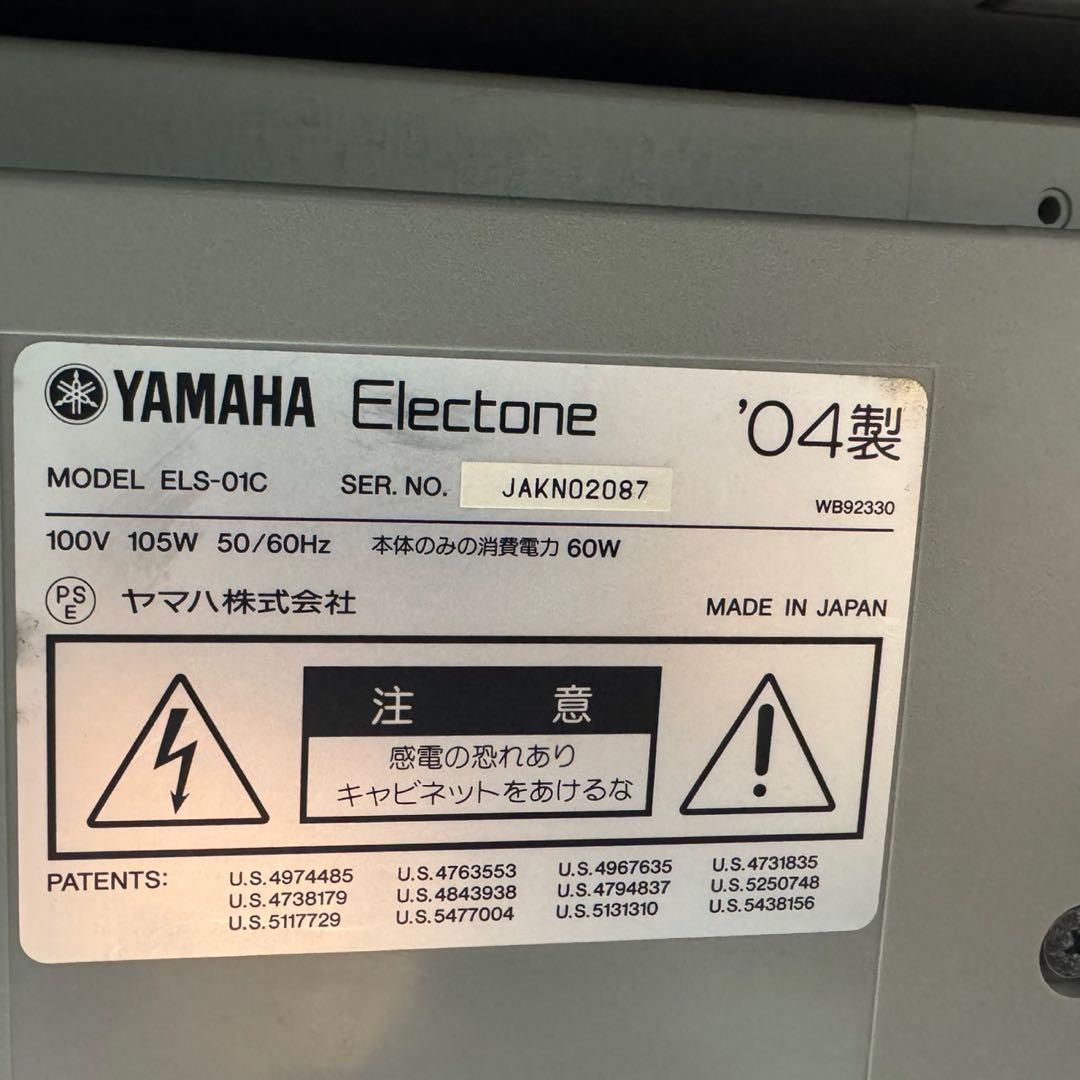 YAMAHA Electone '04製
MODEL ELS-01C SER. NO. JAKN02087
WB92330
100V 105W 50/60Hz 本体のみの消費電力 60W
PS E ヤマハ株式会社 MADE IN JAPAN
注 意
感電の恐れあり
キャビネットをあけるな
PATENTS: U.S.4974485 U.S.4763553 U.S.4967635 U.S.4731835
U.S.4738179 U.S.4843938 U.S.4794837 U.S.5250748
U.S.5117729 U.S.5477004 U.S.5131310 U.S.5438156